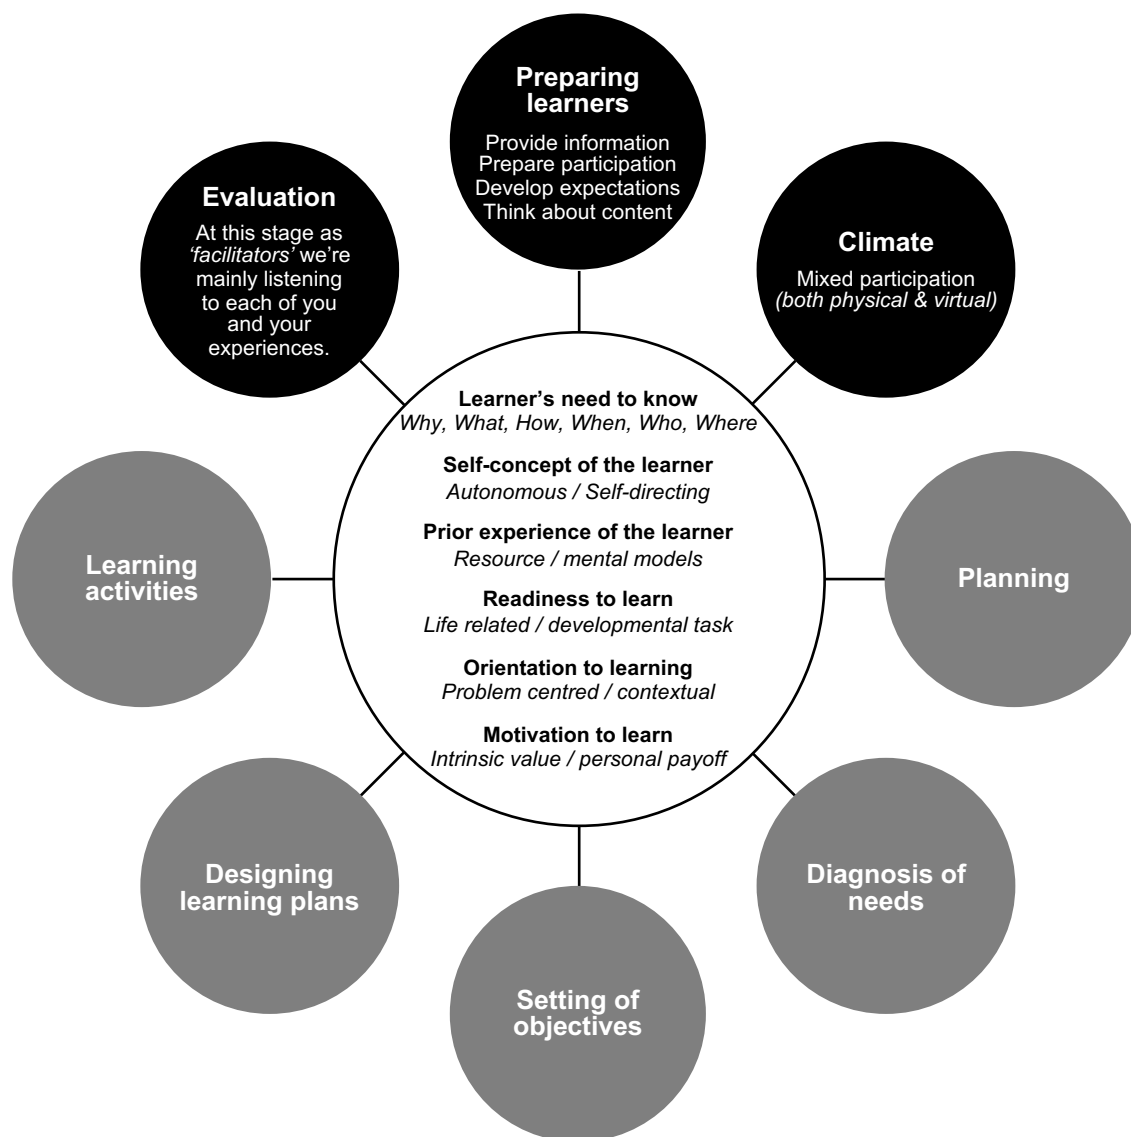 Preparing
learners
Provide information
Prepare participation
Develop expectations
Think about content
Evaluation
At this stage as
‘facilitators’ we’re
mainly listening
to each of you
and your
experiences.
Climate
Mixed participation
(both physical & virtual)
Learner’s need to know
Why, What, How, When, Who, Where
Self-concept of the learner
Autonomous / Self-directing
Prior experience of the learner
Resource / mental models
Readiness to learn
Life related / developmental task
Orientation to learning
Problem centred / contextual
Motivation to learn
Intrinsic value / personal payoff
Learning
activities
Planning
Designing
learning plans
Diagnosis of
needs
Setting of
objectives